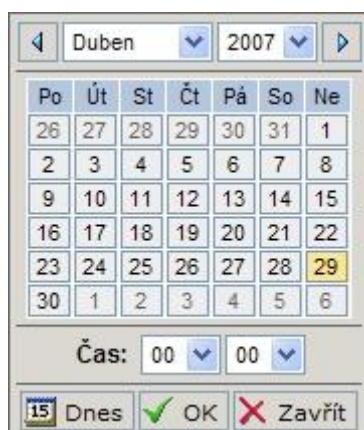 Duben 2007
Po Út St Čt Pá So Ne
26 27 28 29 30 31 1
2 3 4 5 6 7 8
9 10 11 12 13 14 15
16 17 18 19 20 21 22
23 24 25 26 27 28 29
30 1 2 3 4 5 6
Čas: 00 00
15 Dnes OK Zavřít